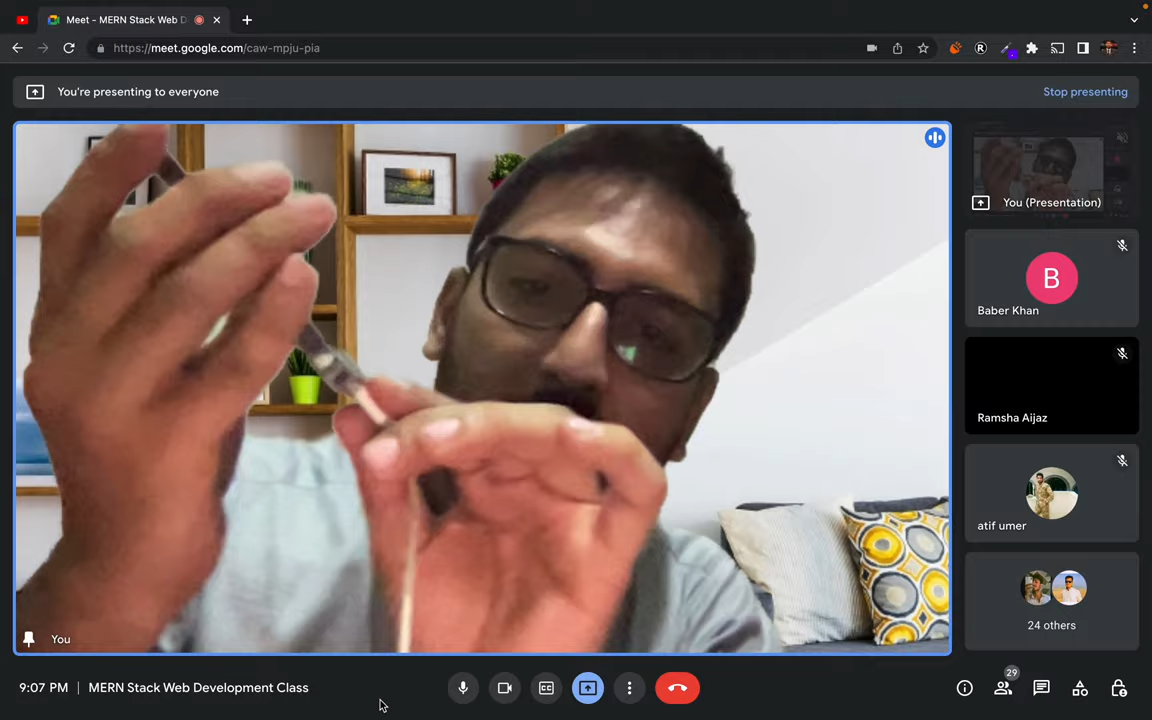 Meet - MERN Stack Web D
https://meet.google.com/caw-mpju-pia
You're presenting to everyone
Stop presenting
You (Presentation)
B
Baber Khan
Ramsha Aijaz
atif umer
24 others
You
9:07 PM | MERN Stack Web Development Class
29